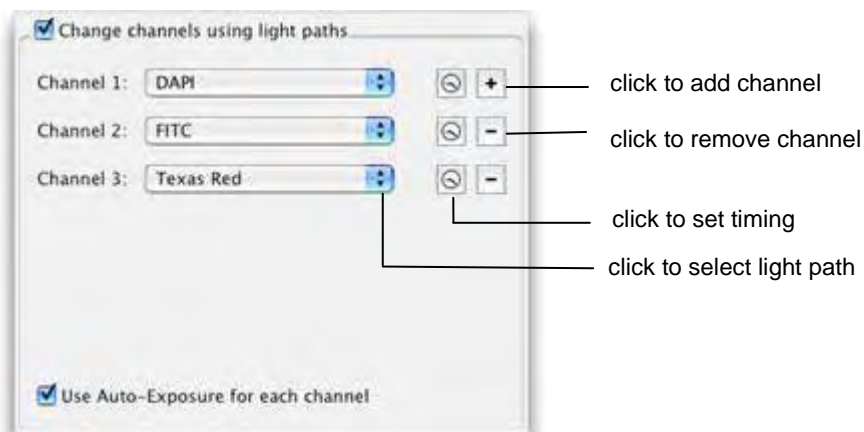 Change channels using light paths
Channel 1: DAPI + click to add channel
Channel 2: FITC - click to remove channel
Channel 3: Texas Red -
click to set timing
click to select light path
Use Auto-Exposure for each channel